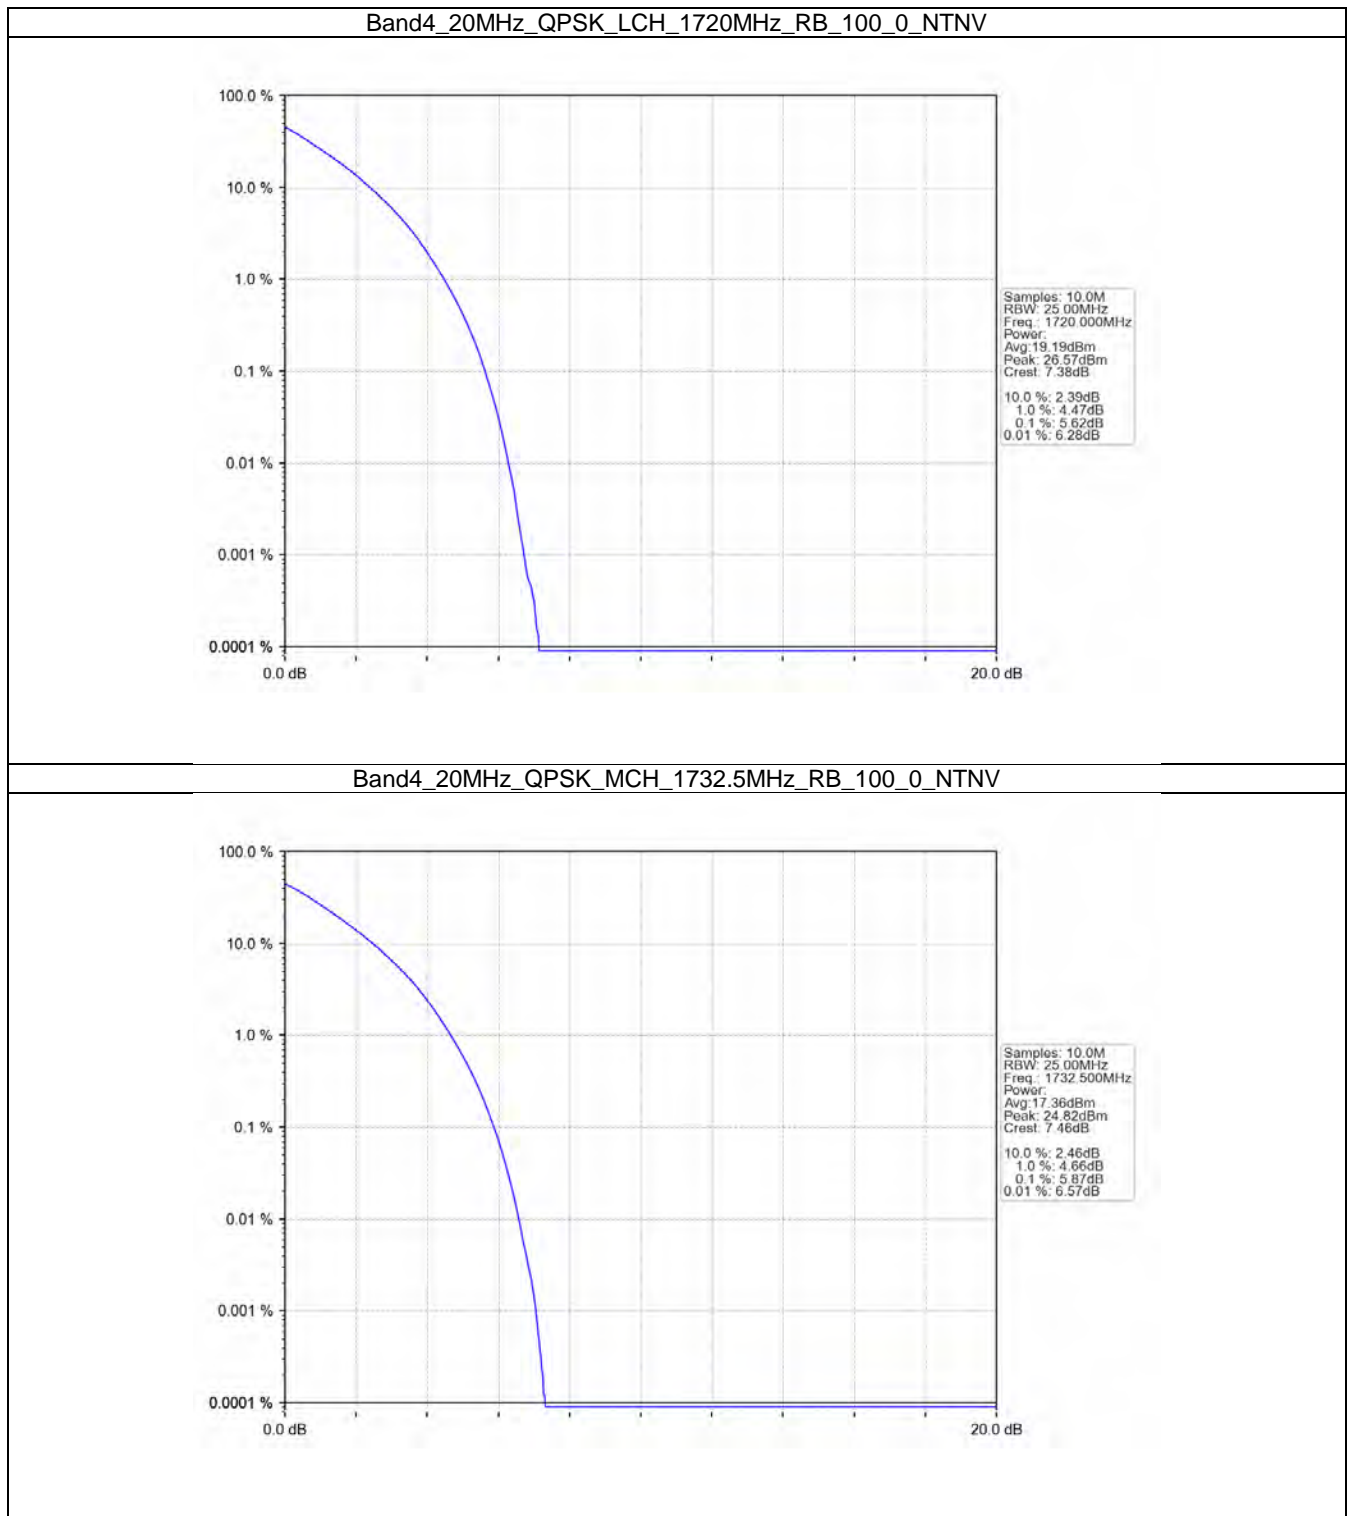 Band4_20MHz_QPSK_LCH_1720MHz_RB_100_0_NTNV
100.0 %
10.0 %
1.0 %
0.1 %
0.01 %
0.001 %
0.0001 %
0.0 dB
20.0 dB
Samples: 10.0M
RBW: 25.00MHz
Freq.: 1720.000MHz
Power:
Avg:19.19dBm
Peak: 26.57dBm
Crest: 7.38dB
10.0 %: 2.39dB
1.0 %: 4.47dB
0.1 %: 5.62dB
0.01 %: 6.28dB
Band4_20MHz_QPSK_MCH_1732.5MHz_RB_100_0_NTNV
100.0 %
10.0 %
1.0 %
0.1 %
0.01 %
0.001 %
0.0001 %
0.0 dB
20.0 dB
Samples: 10.0M
RBW: 25.00MHz
Freq.: 1732.500MHz
Power:
Avg:17.36dBm
Peak: 24.82dBm
Crest: 7.46dB
10.0 %: 2.46dB
1.0 %: 4.66dB
0.1 %: 5.87dB
0.01 %: 6.57dB